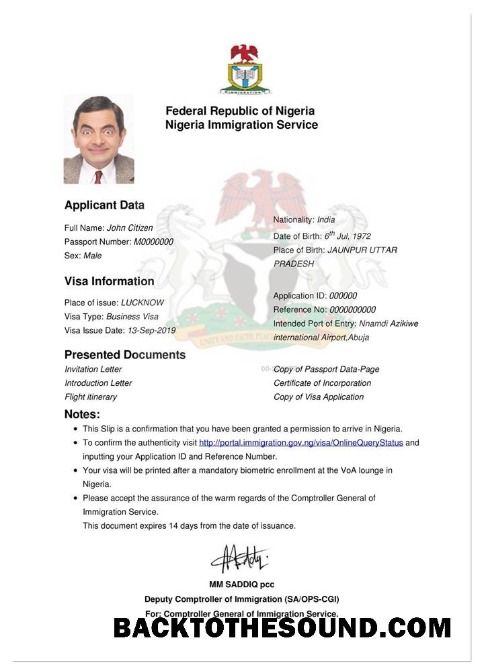 Federal Republic of Nigeria
Nigeria Immigration Service
Applicant Data
Full Name: John Citizen
Passport Number: M0000000
Sex: Male
Nationality: India
Date of Birth: 6th Jul, 1972
Place of Birth: JAUNPUR UTTAR
PRADESH
Visa Information
Place of issue: LUCKNOW
Visa Type: Business Visa
Visa Issue Date: 13-Sep-2019
Application ID: 000000
Reference No: 0000000000
Intended Port of Entry: Nnamdi Azikiwe
international Airport,Abuja
Presented Documents
Invitation Letter
Introduction Letter
Flight itinerary
Copy of Passport Data-Page
Certificate of Incorporation
Copy of Visa Application
Notes:
• This Slip is a confirmation that you have been granted a permission to arrive in Nigeria.
• To confirm the authenticity visit http://portal.immigration.gov.ng/visa/OnlineQueryStatus and
inputting your Application ID and Reference Number.
• Your visa will be printed after a mandatory biometric enrollment at the VoA lounge in
Nigeria.
• Please accept the assurance of the warm regards of the Comptroller General of
Immigration Service.
This document expires 14 days from the date of issuance.
MM SADDIQ pcc
Deputy Comptroller of Immigration (SA/OPS-CGI)
For: Comptroller General of Immigration Service.
BACKTOTHESOUND.COM